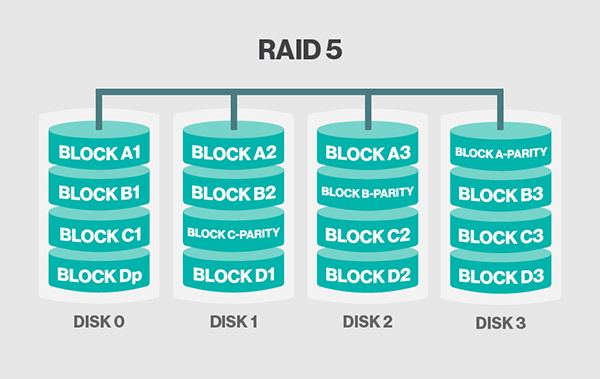 RAID 5
BLOCK A1
BLOCK A2
BLOCK A3
BLOCK A-PARITY
BLOCK B1
BLOCK B2
BLOCK B-PARITY
BLOCK B3
BLOCK C1
BLOCK C-PARITY
BLOCK C2
BLOCK C3
BLOCK Dp
BLOCK D1
BLOCK D2
BLOCK D3
DISK 0
DISK 1
DISK 2
DISK 3